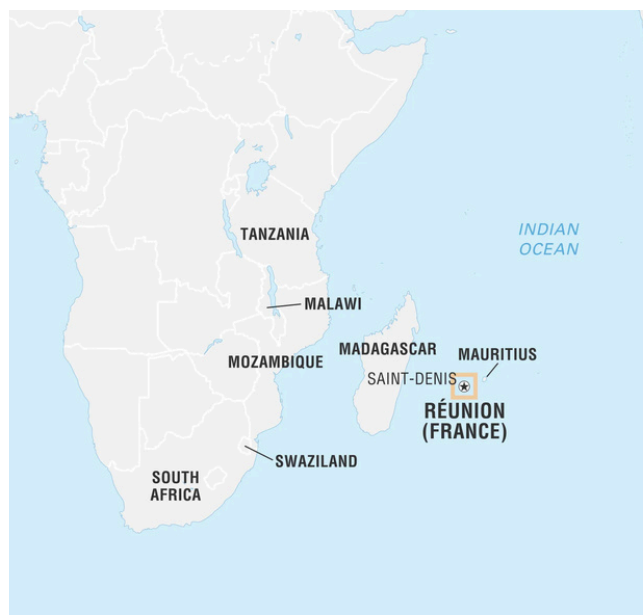 INDIAN
OCEAN
TANZANIA
MALAWI
MOZAMBIQUE
MADAGASCAR
MAURITIUS
SAINT-DENIS
RÉUNION
(FRANCE)
SWAZILAND
SOUTH
AFRICA